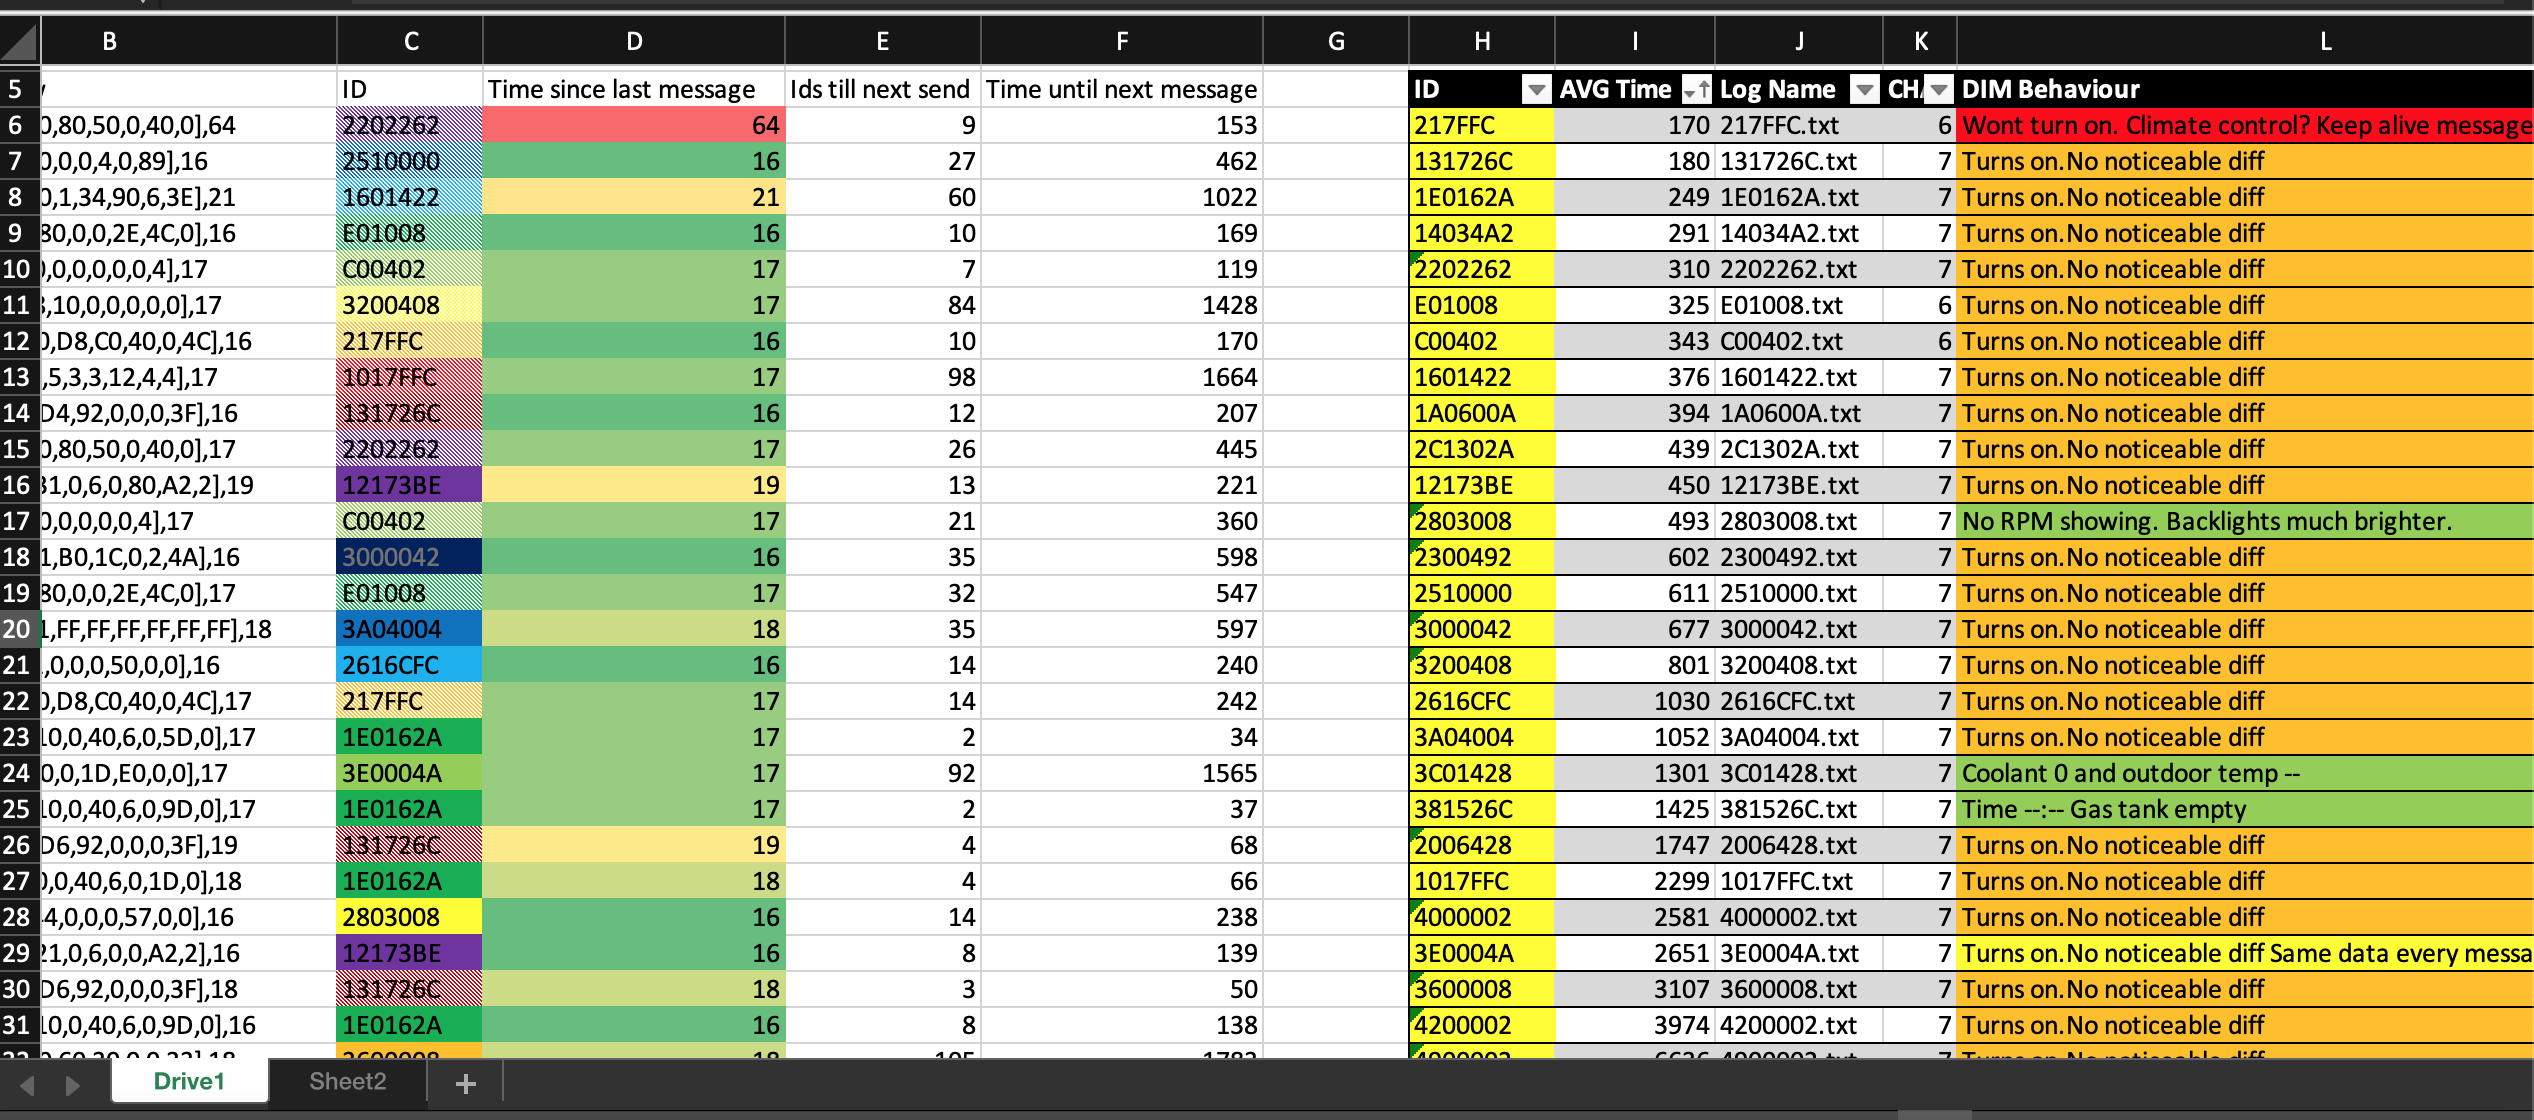 B C D E F G H I J K L
5 ID Time since last message Ids till next send Time until next message ID AVG Time Log Name CH DIM Behaviour
6 0,80,50,0,40,0],64 2202262 64 9 153 217FFC 170 217FFC.txt 6 Wont turn on. Climate control? Keep alive message
7 0,0,0,4,0,89],16 2510000 16 27 462 131726C 180 131726C.txt 7 Turns on.No noticeable diff
8 0,1,34,90,6,3E],21 1601422 21 60 1022 1E0162A 249 1E0162A.txt 7 Turns on.No noticeable diff
9 80,0,0,2E,4C,0],16 E01008 16 10 169 14034A2 291 14034A2.txt 7 Turns on.No noticeable diff
10 ,0,0,0,0,0,4],17 C00402 17 7 119 2202262 310 2202262.txt 7 Turns on.No noticeable diff
11 ,10,0,0,0,0,0],17 3200408 17 84 1428 E01008 325 E01008.txt 6 Turns on.No noticeable diff
12 0,D8,C0,40,0,4C],16 217FFC 16 10 170 C00402 343 C00402.txt 6 Turns on.No noticeable diff
13 ,5,3,3,12,4,4],17 1017FFC 17 98 1664 1601422 376 1601422.txt 7 Turns on.No noticeable diff
14 D4,92,0,0,0,3F],16 131726C 16 12 207 1A0600A 394 1A0600A.txt 7 Turns on.No noticeable diff
15 0,80,50,0,40,0],17 2202262 17 26 445 2C1302A 439 2C1302A.txt 7 Turns on.No noticeable diff
16 31,0,6,0,80,A2,2],19 12173BE 19 13 221 12173BE 450 12173BE.txt 7 Turns on.No noticeable diff
17 0,0,0,0,0,4],17 C00402 17 21 360 2803008 493 2803008.txt 7 No RPM showing. Backlights much brighter.
18 1,B0,1C,0,2,4A],16 3000042 16 35 598 2300492 602 2300492.txt 7 Turns on.No noticeable diff
19 80,0,0,2E,4C,0],17 E01008 17 32 547 2510000 611 2510000.txt 7 Turns on.No noticeable diff
20 1,FF,FF,FF,FF,FF,FF],18 3A04004 18 35 597 3000042 677 3000042.txt 7 Turns on.No noticeable diff
21 ,0,0,0,50,0,0],16 2616CFC 16 14 240 3200408 801 3200408.txt 7 Turns on.No noticeable diff
22 0,D8,C0,40,0,4C],17 217FFC 17 14 242 2616CFC 1030 2616CFC.txt 7 Turns on.No noticeable diff
23 10,0,40,6,0,5D,0],17 1E0162A 17 2 34 3A04004 1052 3A04004.txt 7 Turns on.No noticeable diff
24 0,0,1D,E0,0,0],17 3E0004A 17 92 1565 3C01428 1301 3C01428.txt 7 Coolant 0 and outdoor temp --
25 10,0,40,6,0,9D,0],17 1E0162A 17 2 37 381526C 1425 381526C.txt 7 Time --:-- Gas tank empty
26 D6,92,0,0,0,3F],19 131726C 19 4 68 2006428 1747 2006428.txt 7 Turns on.No noticeable diff
27 0,0,40,6,0,1D,0],18 1E0162A 18 4 66 1017FFC 2299 1017FFC.txt 7 Turns on.No noticeable diff
28 4,0,0,0,57,0,0],16 2803008 16 14 238 4000002 2581 4000002.txt 7 Turns on.No noticeable diff
29 21,0,6,0,0,A2,2],16 12173BE 16 8 139 3E0004A 2651 3E0004A.txt 7 Turns on.No noticeable diff Same data every messa
30 D6,92,0,0,0,3F],18 131726C 18 3 50 3600008 3107 3600008.txt 7 Turns on.No noticeable diff
31 10,0,40,6,0,9D,0],16 1E0162A 16 8 138 4200002 3974 4200002.txt 7 Turns on.No noticeable diff
Drive1 Sheet2 +